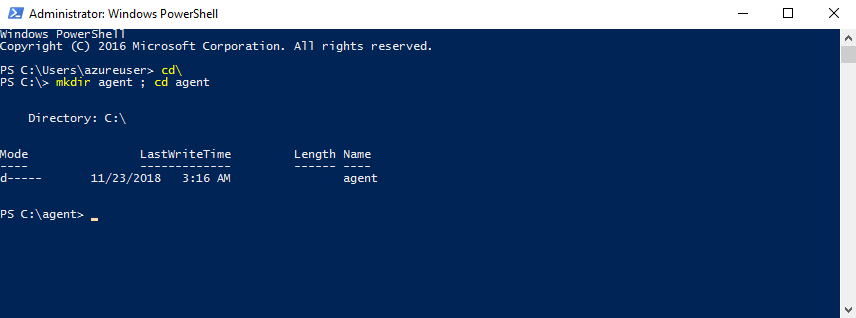 Administrator: Windows PowerShell
Windows PowerShell
Copyright (C) 2016 Microsoft Corporation. All rights reserved.
PS C:\Users\azureuser> cd\
PS C:\> mkdir agent ; cd agent
    Directory: C:\
Mode                LastWriteTime         Length Name
----                -------------         ------ ----
d-----       11/23/2018   3:16 AM                agent
PS C:\agent>